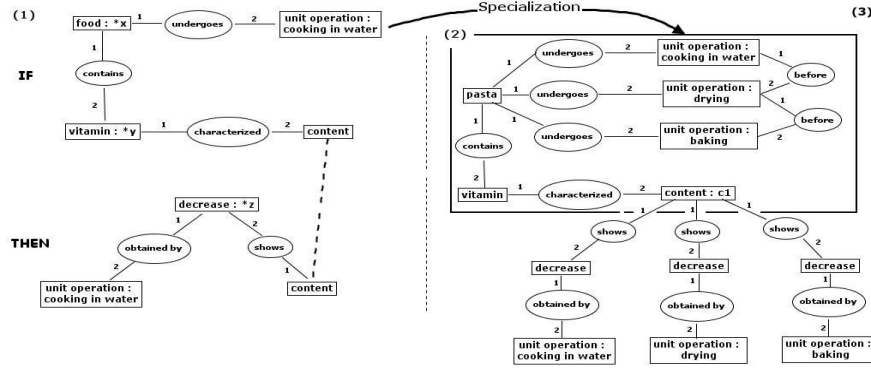 (1)
food : *x
1
undergoes
2
unit operation :
cooking in water
Specialization
(3)
1
contains
2
IF
vitamin : *y
1
characterized
2
content
decrease : *z
1
2
obtained by
shows
THEN
2
1
unit operation :
cooking in water
content
(2)
pasta
1
undergoes
2
unit operation :
cooking in water
1
before
2
1
undergoes
2
unit operation :
drying
1
before
2
1
undergoes
2
unit operation :
baking
1
contains
2
vitamin
1
characterized
2
content : c1
1
1
1
shows
shows
shows
2
2
2
decrease
decrease
decrease
1
1
1
obtained by
obtained by
obtained by
2
2
2
unit operation :
cooking in water
unit operation :
drying
unit operation :
baking